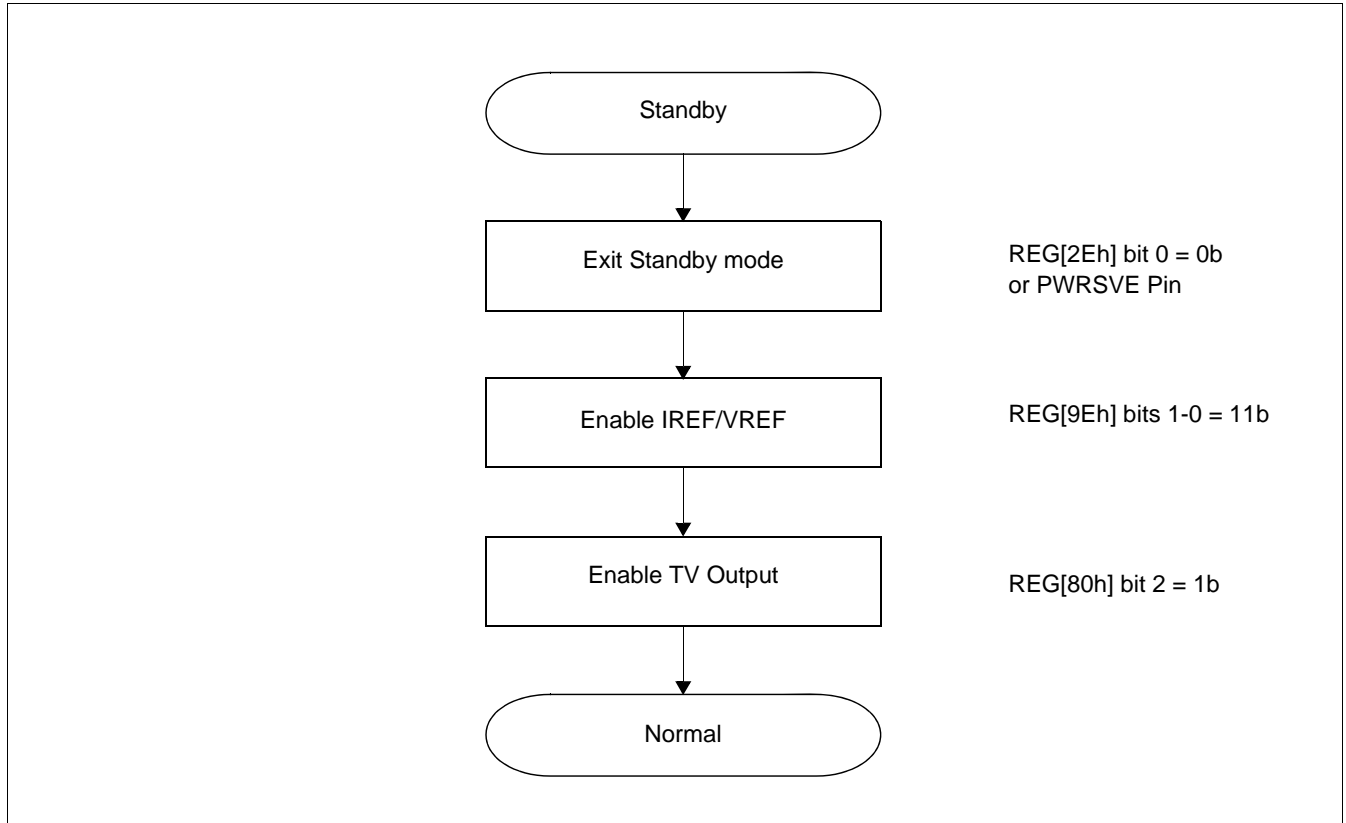 Standby
Exit Standby mode
REG[2Eh] bit 0 = 0b
or PWRSVE Pin
Enable IREF/VREF
REG[9Eh] bits 1-0 = 11b
Enable TV Output
REG[80h] bit 2 = 1b
Normal